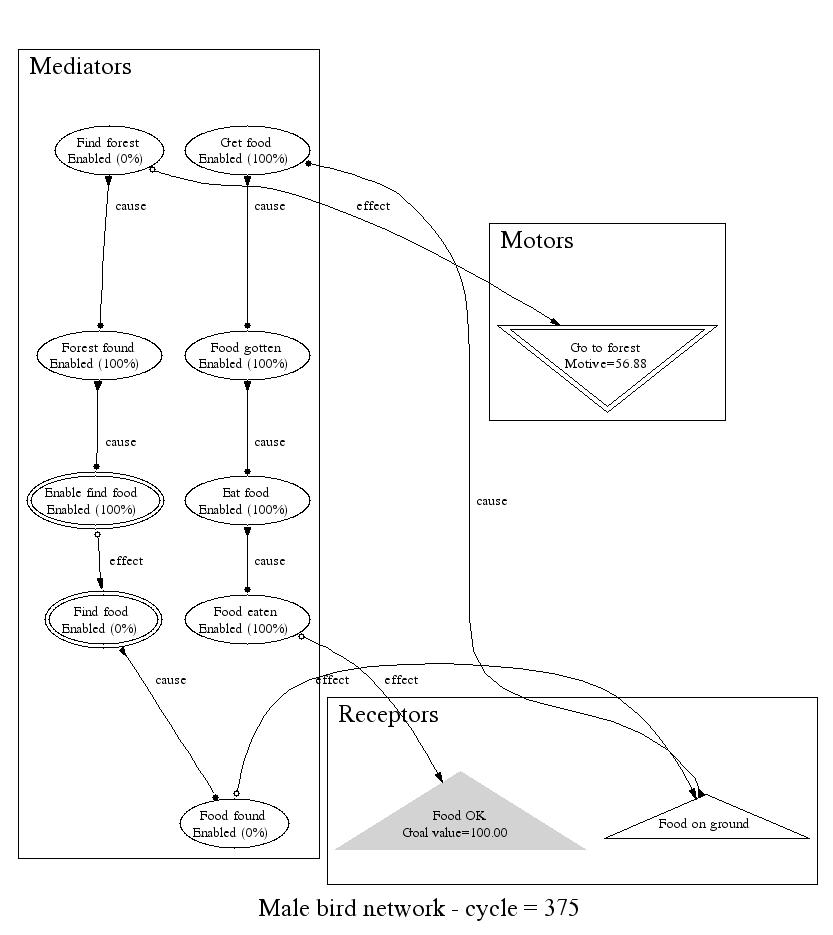 Mediators
Find forest
Enabled (0%)
Get food
Enabled (100%)
cause
cause
effect
Motors
Forest found
Enabled (100%)
Food gotten
Enabled (100%)
Go to forest
Motive=56.88
cause
cause
Enable find food
Enabled (100%)
Eat food
Enabled (100%)
cause
effect
cause
Find food
Enabled (0%)
Food eaten
Enabled (100%)
cause
effect
effect
Receptors
Food found
Enabled (0%)
Food OK
Goal value=100.00
Food on ground
Male bird network - cycle = 375